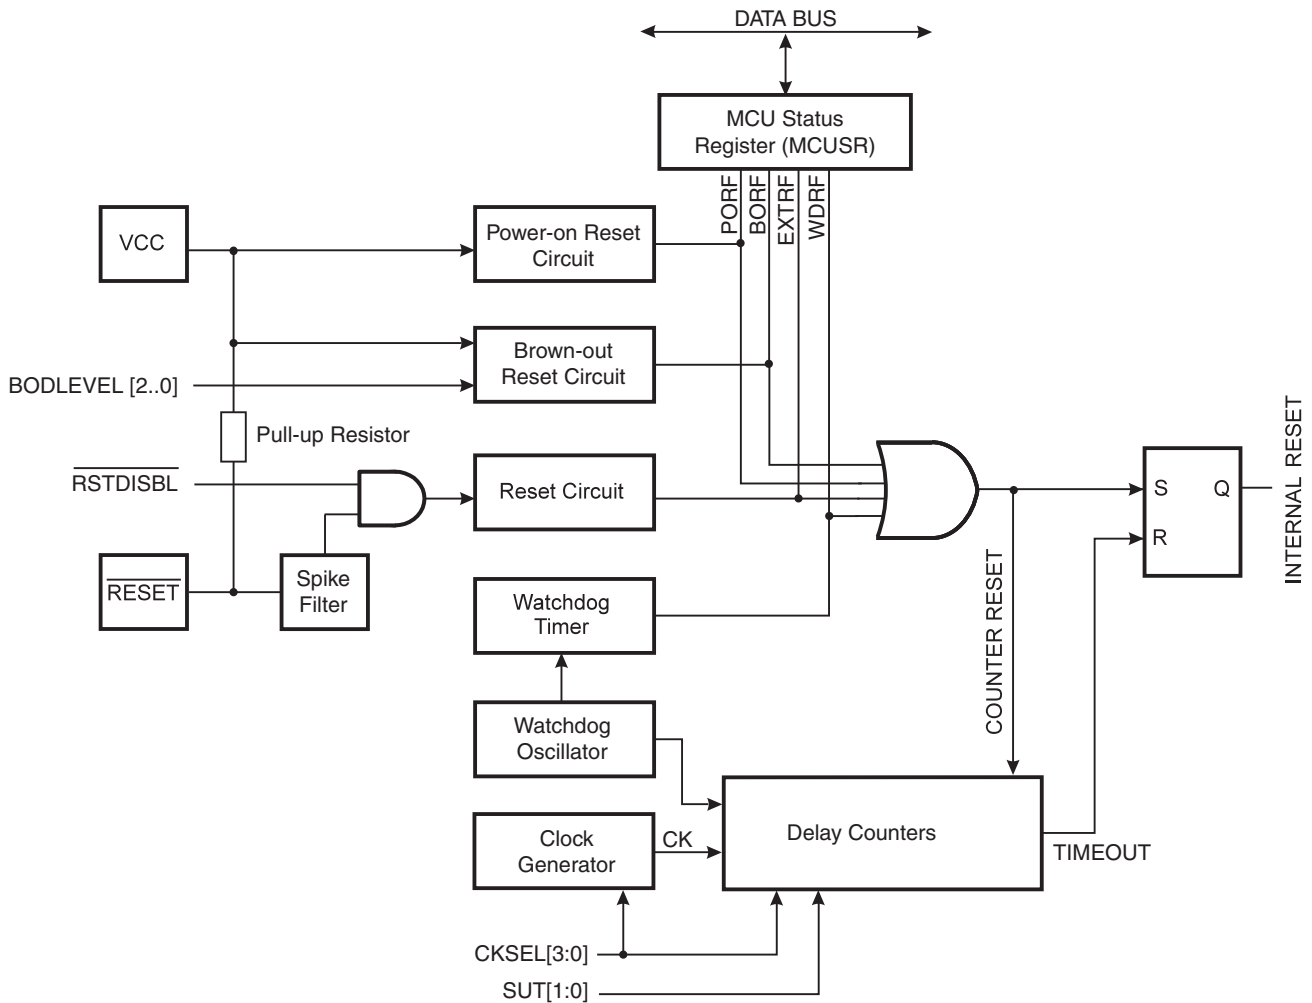 DATA BUS
MCU Status
Register (MCUSR)
PORF
BORF
EXTRF
WDRF
VCC
Power-on Reset
Circuit
Brown-out
Reset Circuit
BODLEVEL [2..0]
Pull-up Resistor
RSTDISBL
Reset Circuit
S
Q
R
INTERNAL RESET
RESET
Spike
Filter
Watchdog
Timer
COUNTER RESET
Watchdog
Oscillator
Clock
Generator
CK
Delay Counters
TIMEOUT
CKSEL[3:0]
SUT[1:0]